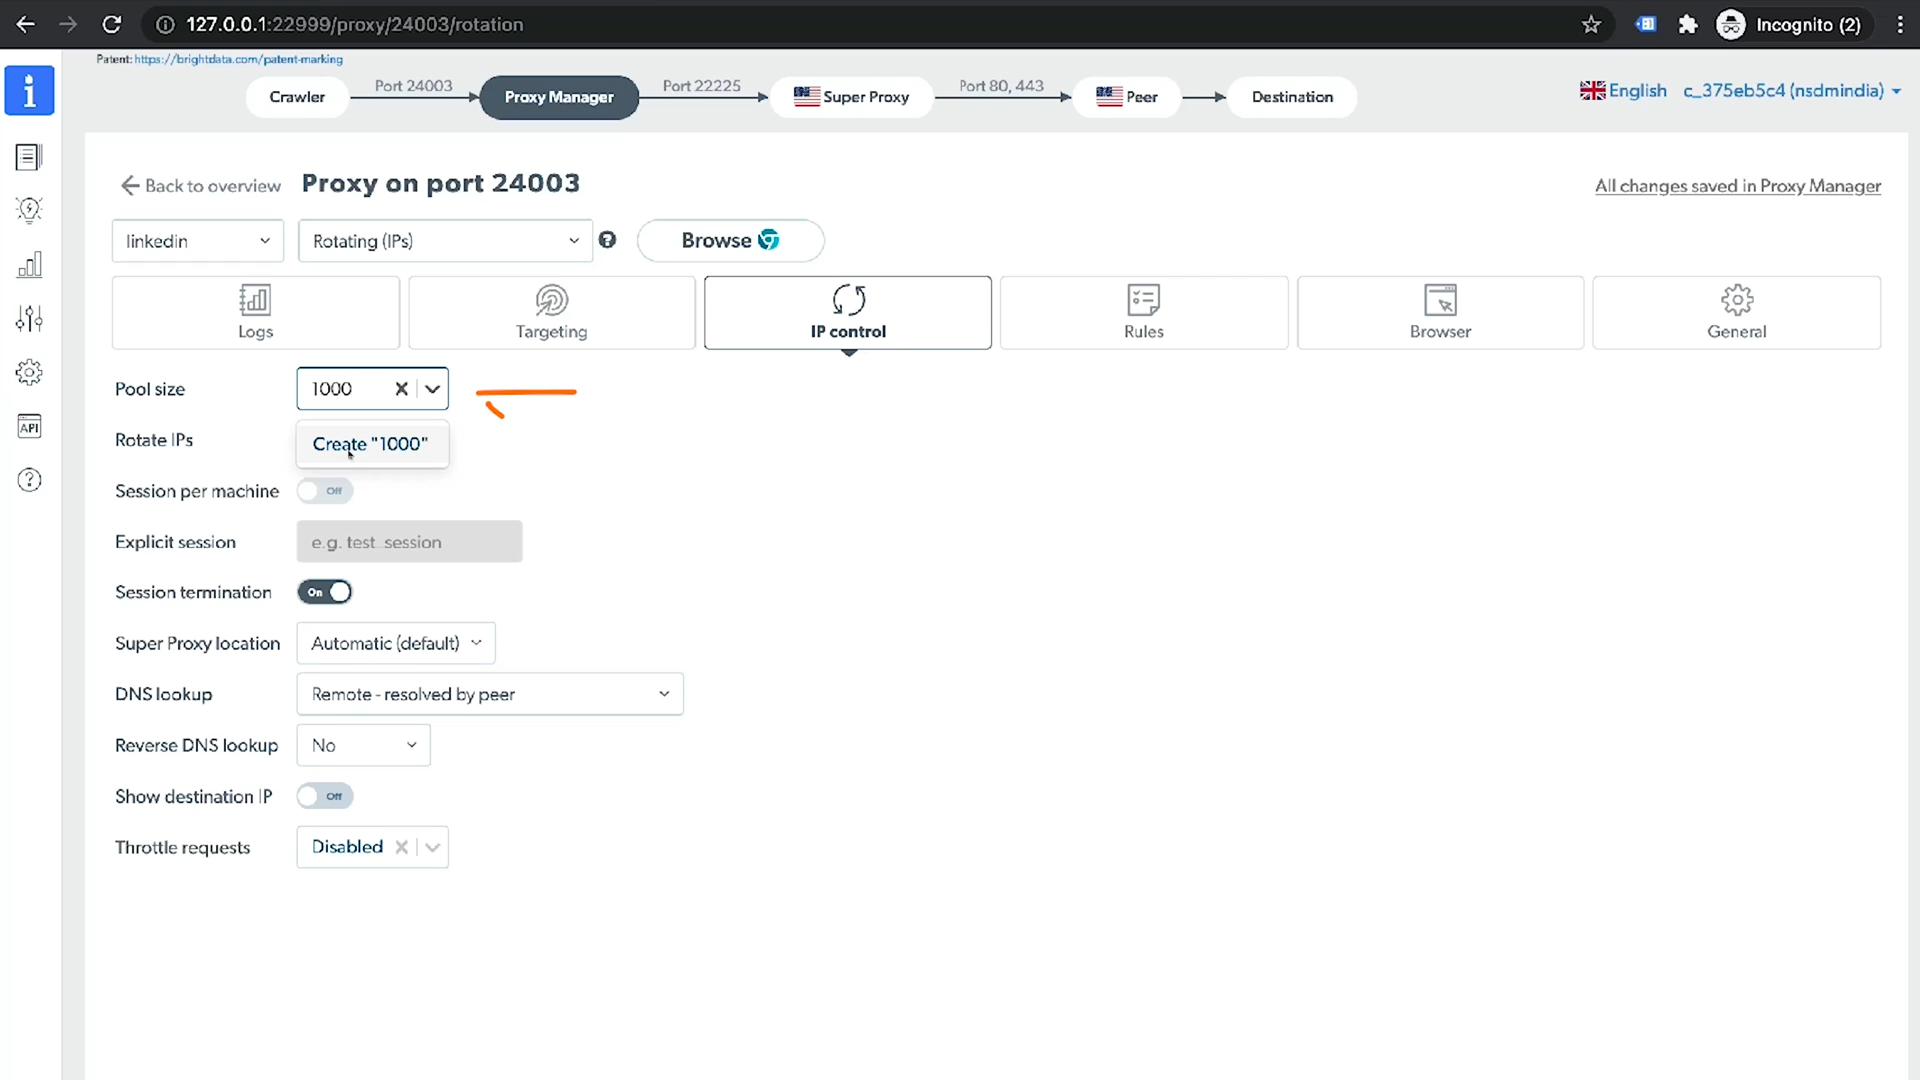 127.0.0.1:22999/proxy/24003/rotation
Incognito (2)
Patent: https://brightdata.com/patent-marking
Crawler
Port 24003
Proxy Manager
Port 22225
Super Proxy
Port 80, 443
Peer
Destination
English
c_375eb5c4 (nsdmindia)
Back to overview
Proxy on port 24003
All changes saved in Proxy Manager
linkedin
Rotating (IPs)
Browse
Logs
Targeting
IP control
Rules
Browser
General
Pool size
1000
Rotate IPs
Create "1000"
Session per machine
Off
Explicit session
e.g. test_session
Session termination
On
Super Proxy location
Automatic (default)
DNS lookup
Remote - resolved by peer
Reverse DNS lookup
No
Show destination IP
Off
Throttle requests
Disabled
API